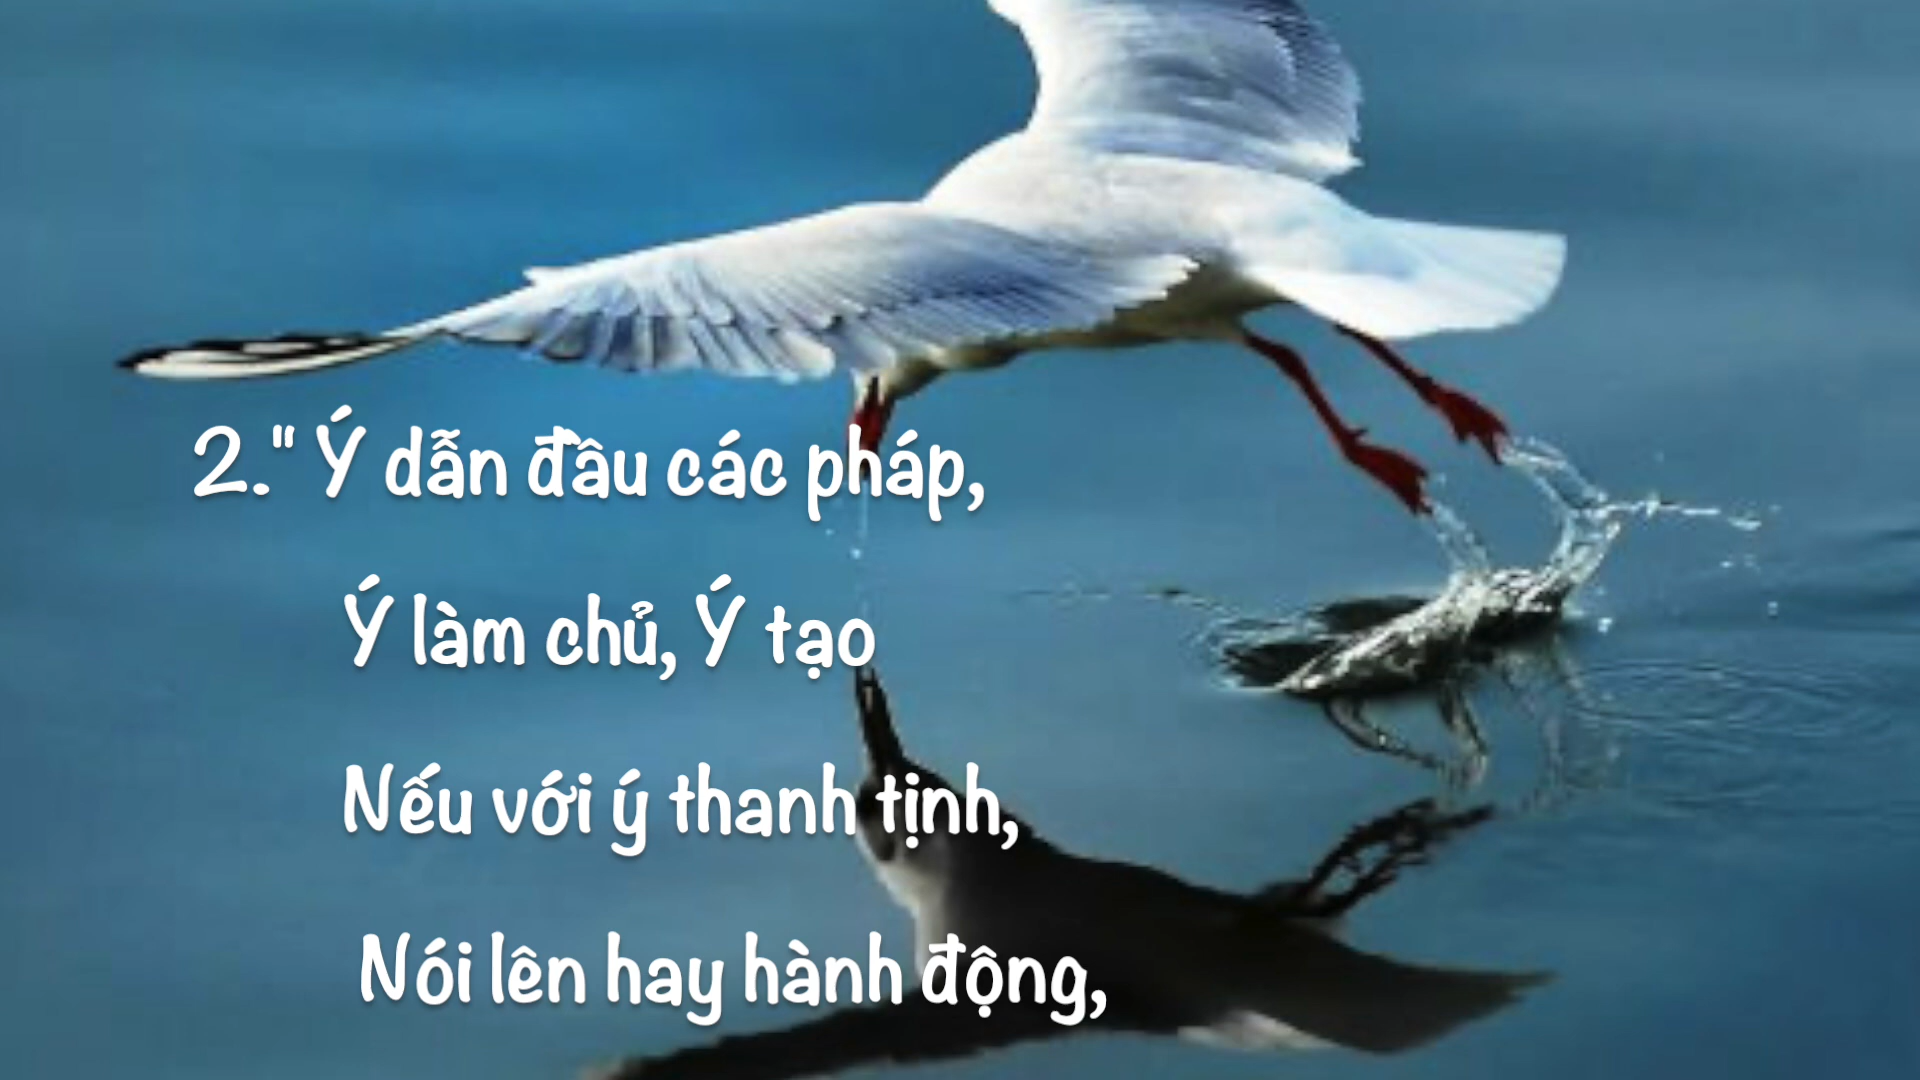 2." Ý dẫn đầu các pháp,
Ý làm chủ, Ý tạo
Nếu với ý thanh tịnh,
Nói lên hay hành động,